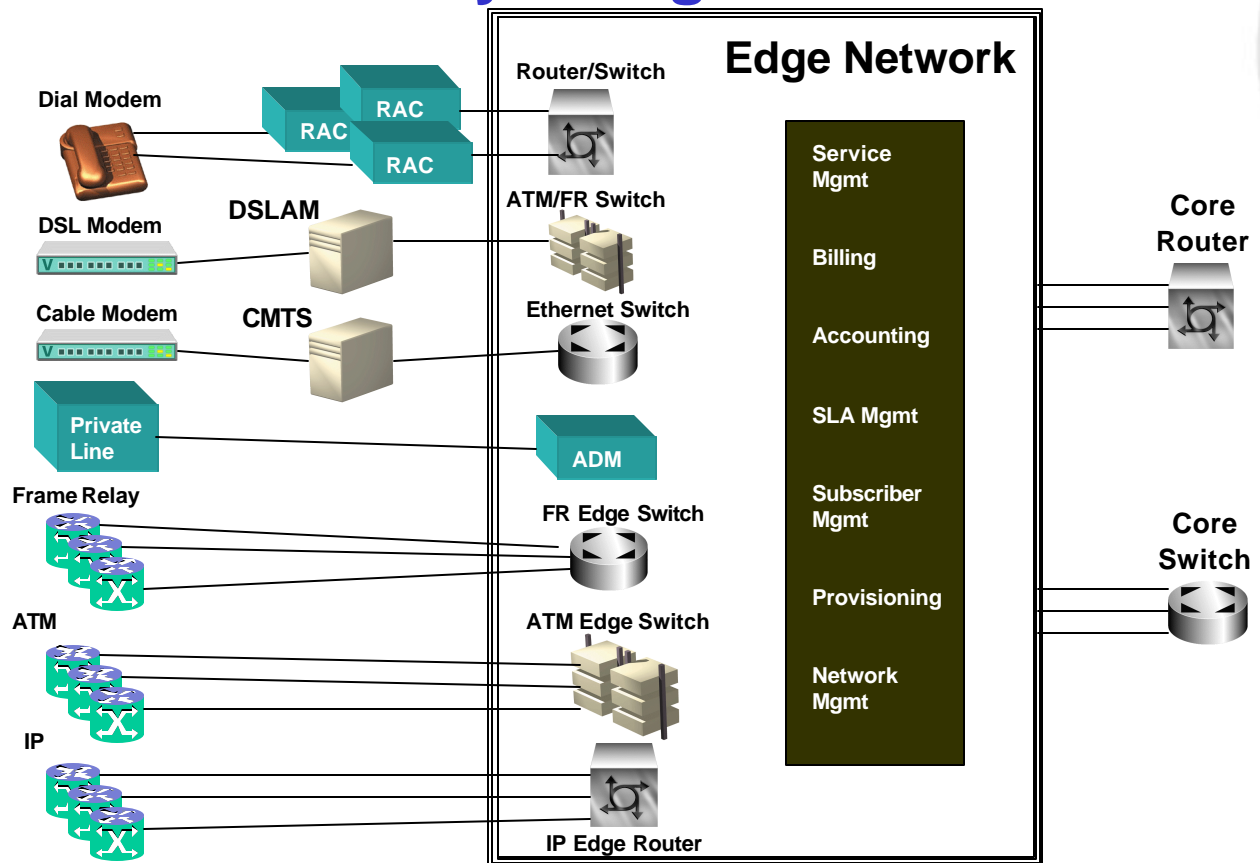 Edge Network
Router/Switch
Dial Modem
RAC
RAC
RAC
Service
Mgmt
DSLAM
ATM/FR Switch
DSL Modem
V
Core
Router
Billing
Cable Modem
CMTS
Ethernet Switch
V
Accounting
Private
Line
ADM
SLA Mgmt
Frame Relay
FR Edge Switch
Subscriber
Mgmt
Core
Switch
Provisioning
ATM
ATM Edge Switch
Network
Mgmt
IP
IP Edge Router